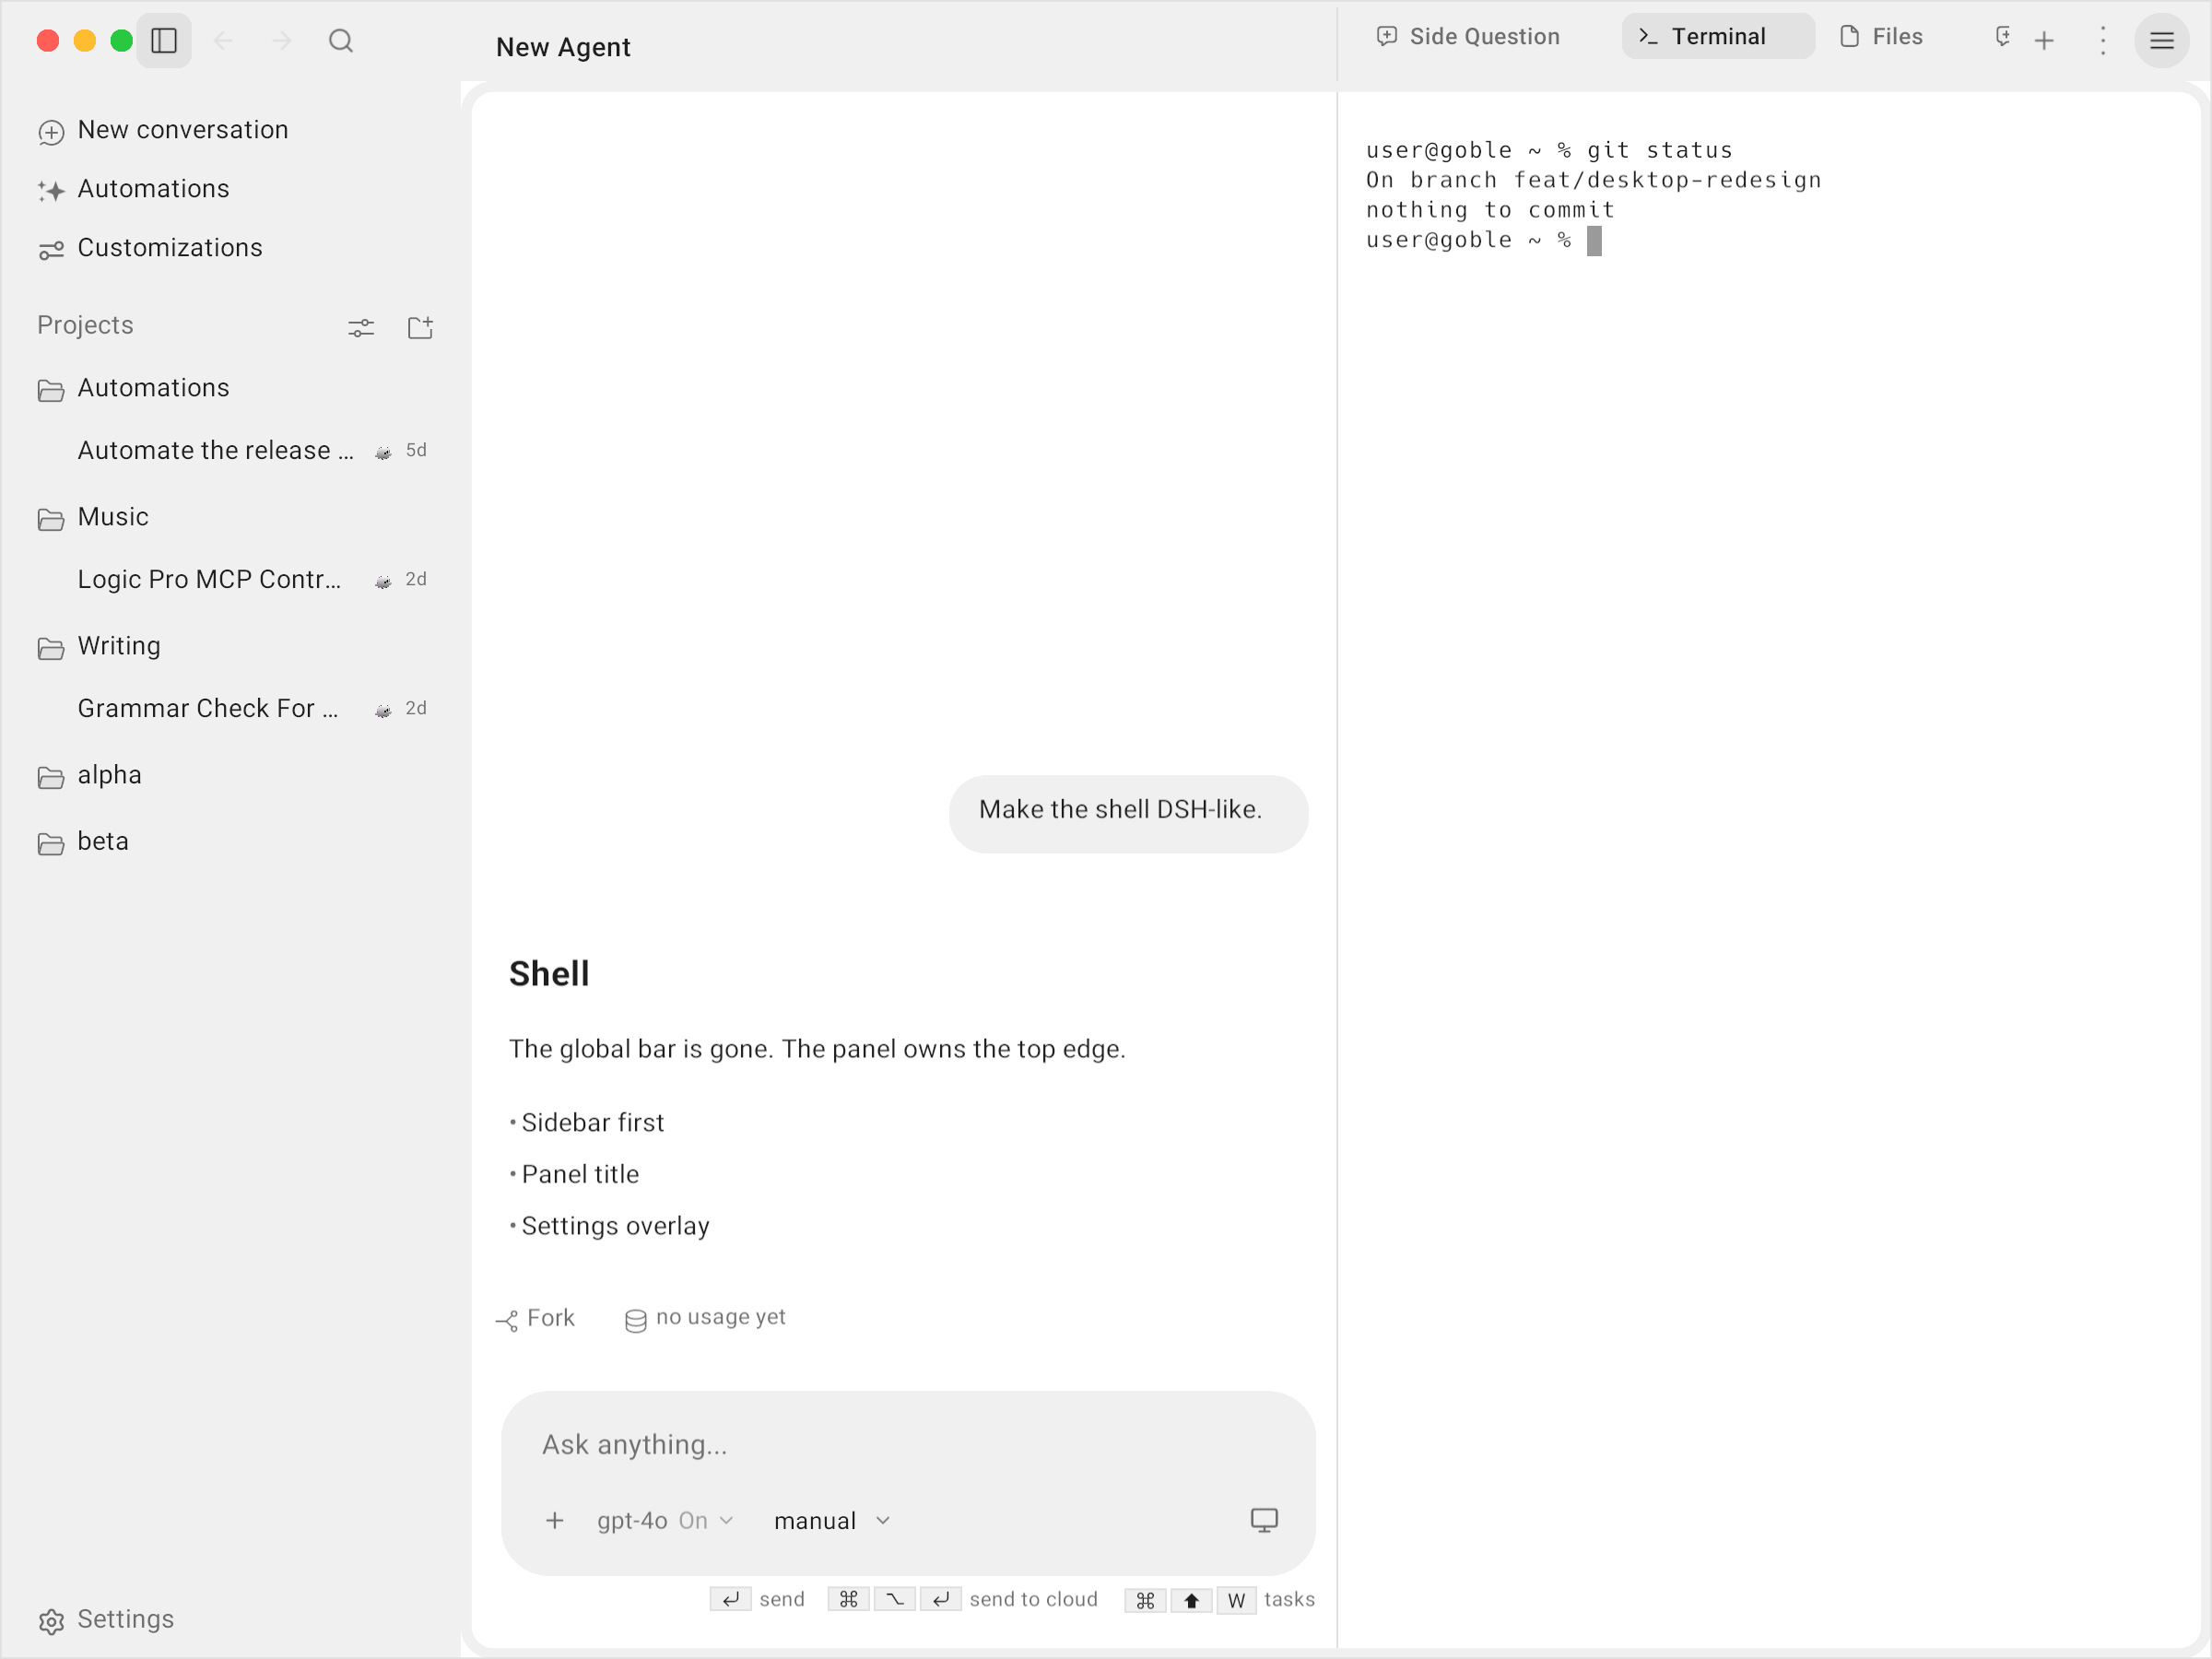 New Agent
Side Question
Terminal
Files
New conversation
Automations
Customizations
Projects
Automations
Automate the release ... 5d
Music
Logic Pro MCP Contr... 2d
Writing
Grammar Check For ... 2d
alpha
beta
Settings
Make the shell DSH-like.
Shell
The global bar is gone. The panel owns the top edge.
• Sidebar first
• Panel title
• Settings overlay
Fork no usage yet
Ask anything...
gpt-4o On manual
send ⌘ ⌥ send to cloud ⌘ W tasks
user@goble ~ % git status
On branch feat/desktop-redesign
nothing to commit
user@goble ~ %